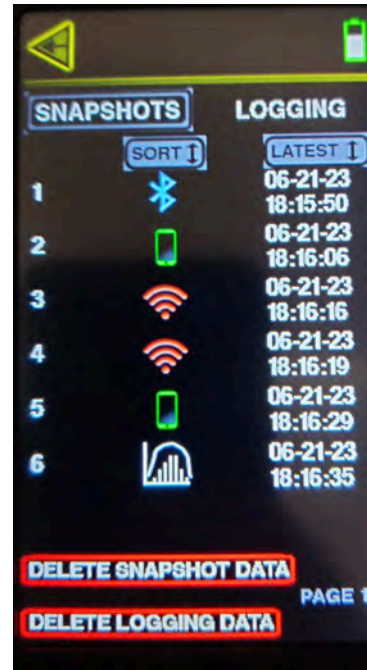 SNAPSHOTS LOGGING
SORT LATEST
1 06-21-23
18:15:50
2 06-21-23
18:16:06
3 06-21-23
18:16:16
4 06-21-23
18:16:19
5 06-21-23
18:16:29
6 06-21-23
18:16:35
DELETE SNAPSHOT DATA
PAGE 1
DELETE LOGGING DATA